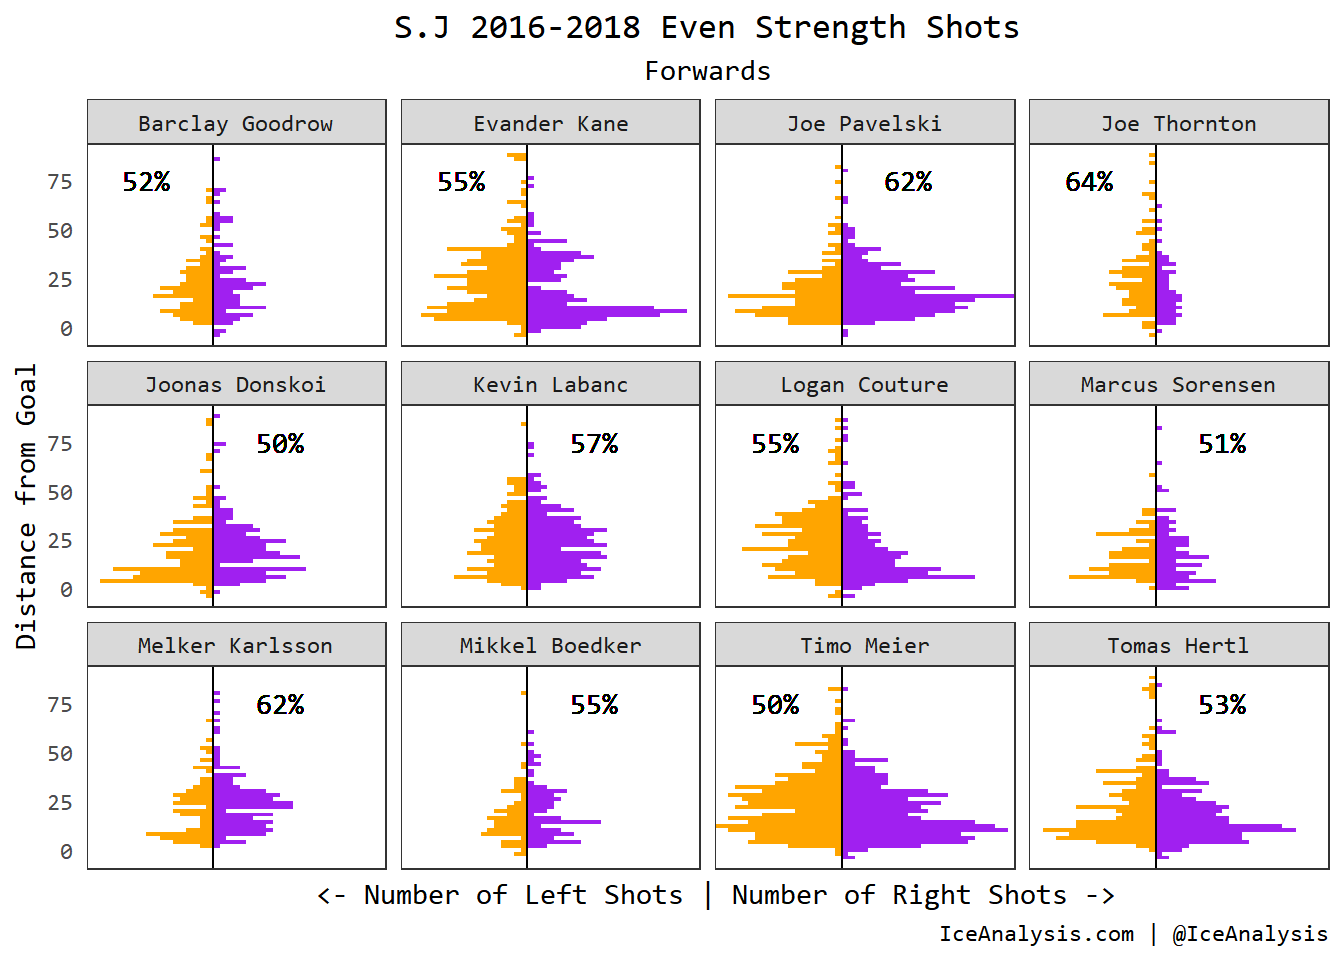 S.J 2016-2018 Even Strength Shots
Forwards
Barclay Goodrow Evander Kane Joe Pavelski Joe Thornton
75 52% 55% 62% 64%
50
25
0
Distance from Goal
Joonas Donskoi Kevin Labanc Logan Couture Marcus Sorensen
75 50% 57% 55% 51%
50
25
0
Melker Karlsson Mikkel Boedker Timo Meier Tomas Hertl
75 62% 55% 50% 53%
50
25
0
<- Number of Left Shots | Number of Right Shots ->
IceAnalysis.com | @IceAnalysis